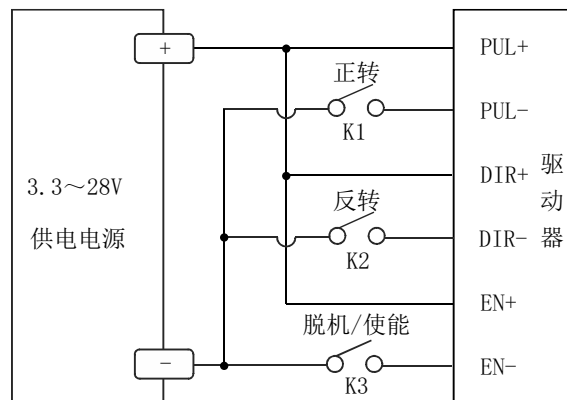 +
PUL+
正转
K1
PUL-
3.3～28V
供电电源
DIR+
驱动器
反转
K2
DIR-
EN+
脱机/使能
-
K3
EN-